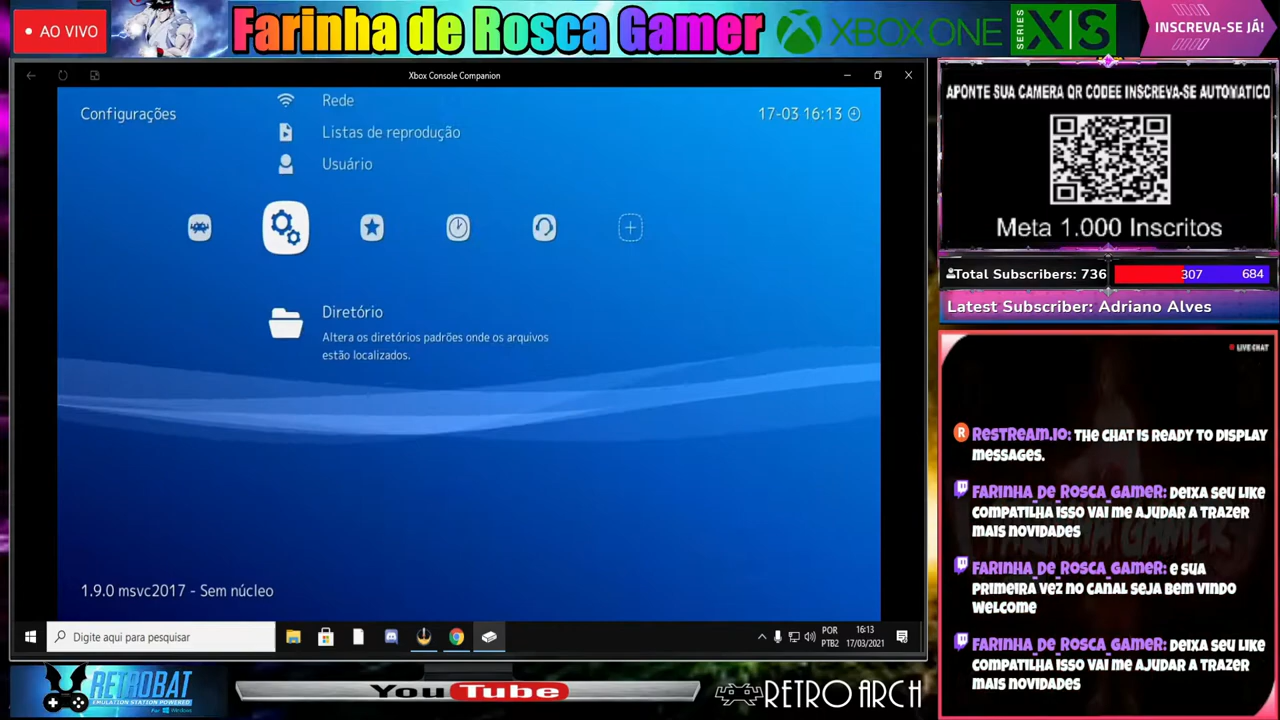 • AO VIVO
Farinha de Rosca Gamer
XBOX ONE
SERIES X|S
INSCREVA-SE JÁ!
Xbox Console Companion
Configurações
Rede
17-03 16:13
Listas de reprodução
Usuário
Diretório
Altera os diretórios padrões onde os arquivos
estão localizados.
1.9.0 msvc2017 - Sem núcleo
Digite aqui para pesquisar
POR
PTB2
16:13
17/03/2021
APONTE SUA CAMERA QR CODEE INSCREVA-SE AUTOMATICO
Meta 1.000 Inscritos
Total Subscribers: 736
307
684
Latest Subscriber: Adriano Alves
LIVE CHAT
Restream.io: The chat is ready to display
messages.
Farinha_de_Rosca_Gamer: Deixa seu like
compatilha isso vai me ajudar a trazer
mais novidades
Farinha_de_Rosca_Gamer: e sua
primeira vez no canal seja bem vindo
welcome
Farinha_de_Rosca_Gamer: Deixa seu like
compatilha isso vai me ajudar a trazer
mais novidades
RETROBAT
EMULATION STATION POWERED
For Windows
YouTube
RETRO ARCH